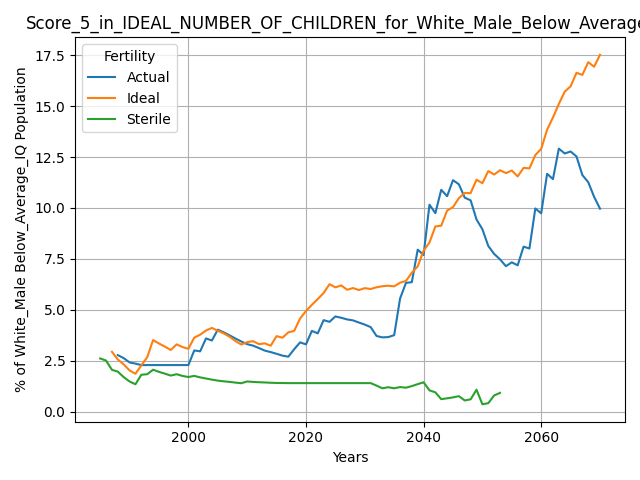 Score_5_in_IDEAL_NUMBER_OF_CHILDREN_for_White_Male_Below_Average
Fertility
Actual
Ideal
Sterile
17.5
15.0
12.5
10.0
7.5
5.0
2.5
0.0
% of White_Male Below_Average_IQ Population
2000
2020
2040
2060
Years